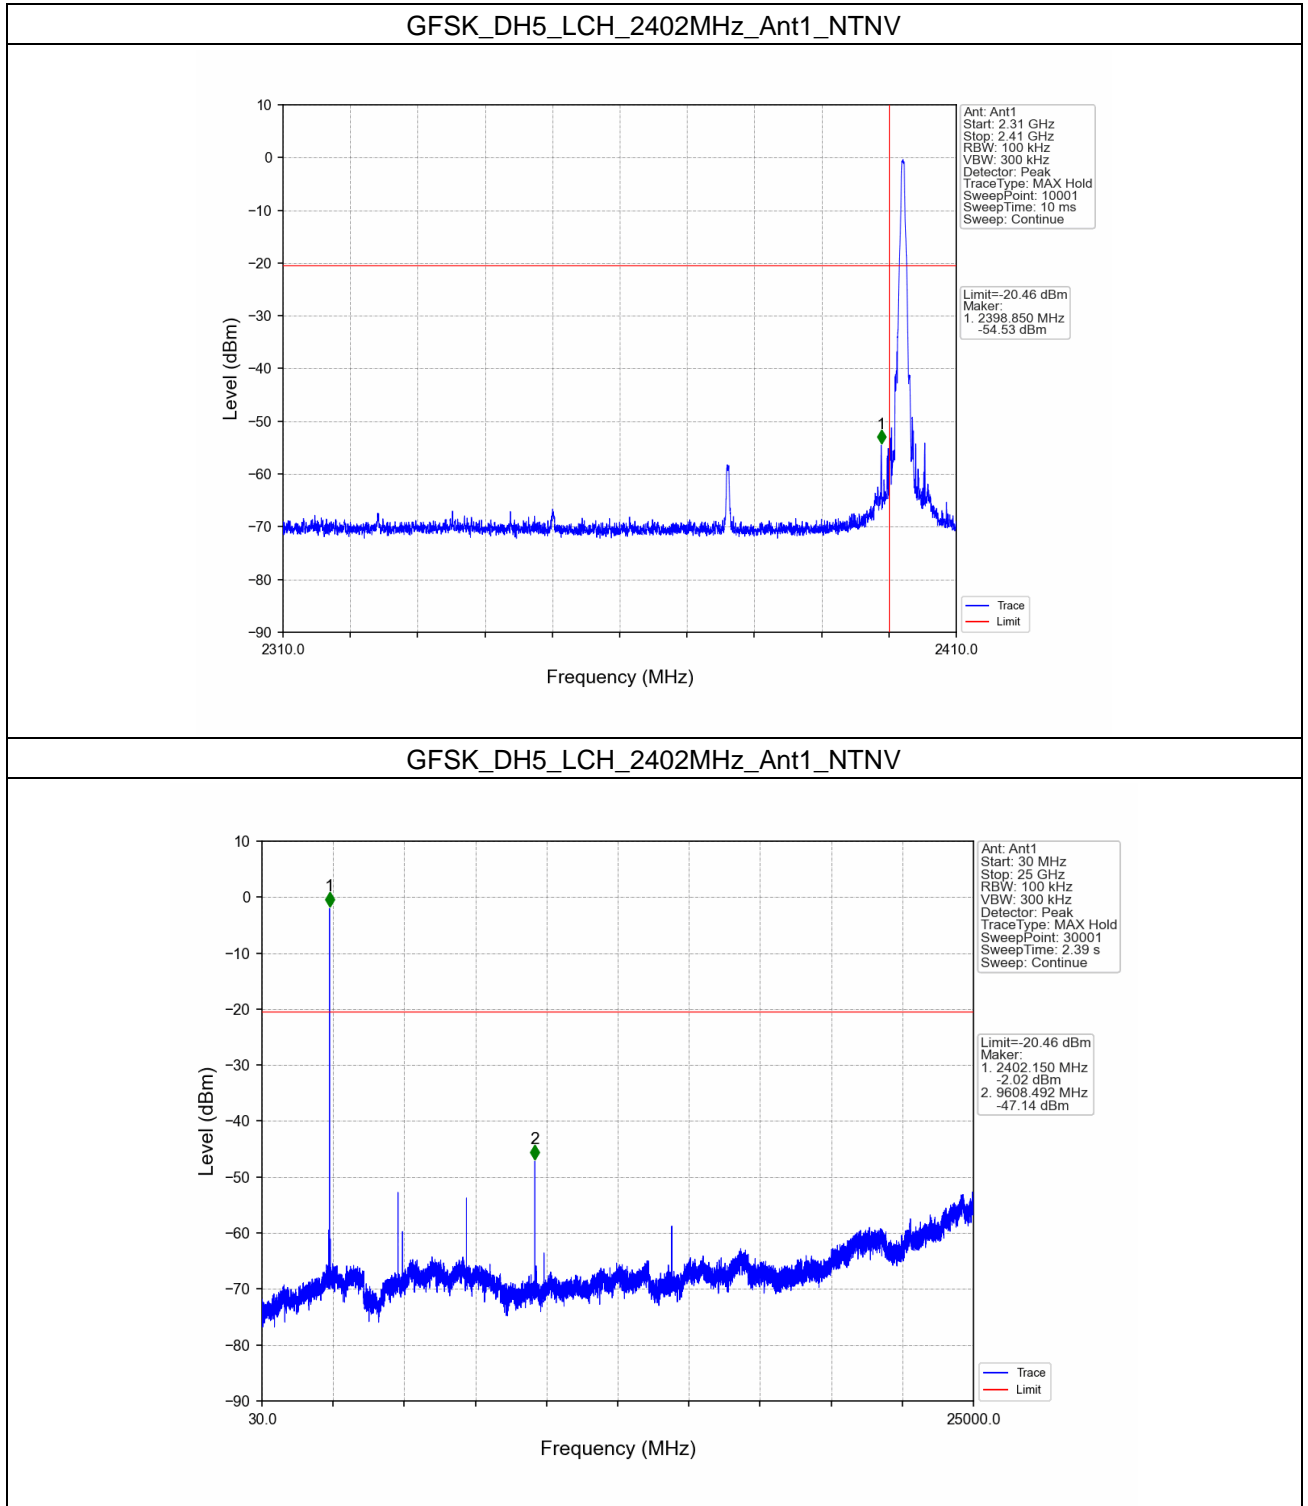 GFSK_DH5_LCH_2402MHz_Ant1_NTNV
10
0
−10
−20
−30
−40
−50
−60
−70
−80
−90
Level (dBm)
2310.0
2410.0
Frequency (MHz)
1
Ant: Ant1
Start: 2.31 GHz
Stop: 2.41 GHz
RBW: 100 kHz
VBW: 300 kHz
Detector: Peak
TraceType: MAX Hold
SweepPoint: 10001
SweepTime: 10 ms
Sweep: Continue
Limit=-20.46 dBm
Maker:
1. 2398.850 MHz
-54.53 dBm
Trace
Limit
GFSK_DH5_LCH_2402MHz_Ant1_NTNV
10
0
−10
−20
−30
−40
−50
−60
−70
−80
−90
Level (dBm)
30.0
25000.0
Frequency (MHz)
1
2
Ant: Ant1
Start: 30 MHz
Stop: 25 GHz
RBW: 100 kHz
VBW: 300 kHz
Detector: Peak
TraceType: MAX Hold
SweepPoint: 30001
SweepTime: 2.39 s
Sweep: Continue
Limit=-20.46 dBm
Maker:
1. 2402.150 MHz
-2.02 dBm
2. 9608.492 MHz
-47.14 dBm
Trace
Limit